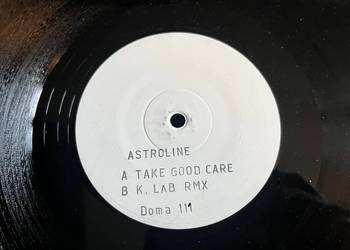 ASTROLINE
A TAKE GOOD CARE
B K. LAB RMX
Doma 111